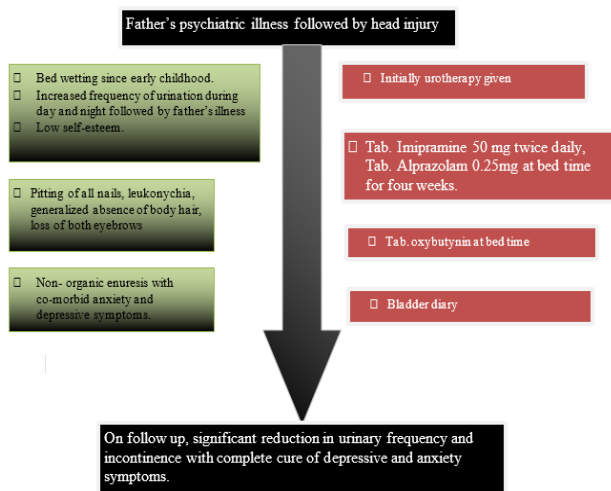 Father's psychiatric illness followed by head injury
Bed wetting since early childhood.
Increased frequency of urination during
day and night followed by father's illness
Low self-esteem.
Pitting of all nails, leukonychia,
generalized absence of body hair,
loss of both eyebrows
Non- organic enuresis with
co-morbid anxiety and
depressive symptoms.
Initially urotherapy given
Tab. Imipramine 50 mg twice daily,
Tab. Alprazolam 0.25mg at bed time
for four weeks.
Tab. oxybutynin at bed time
Bladder diary
On follow up, significant reduction in urinary frequency and
incontinence with complete cure of depressive and anxiety
symptoms.